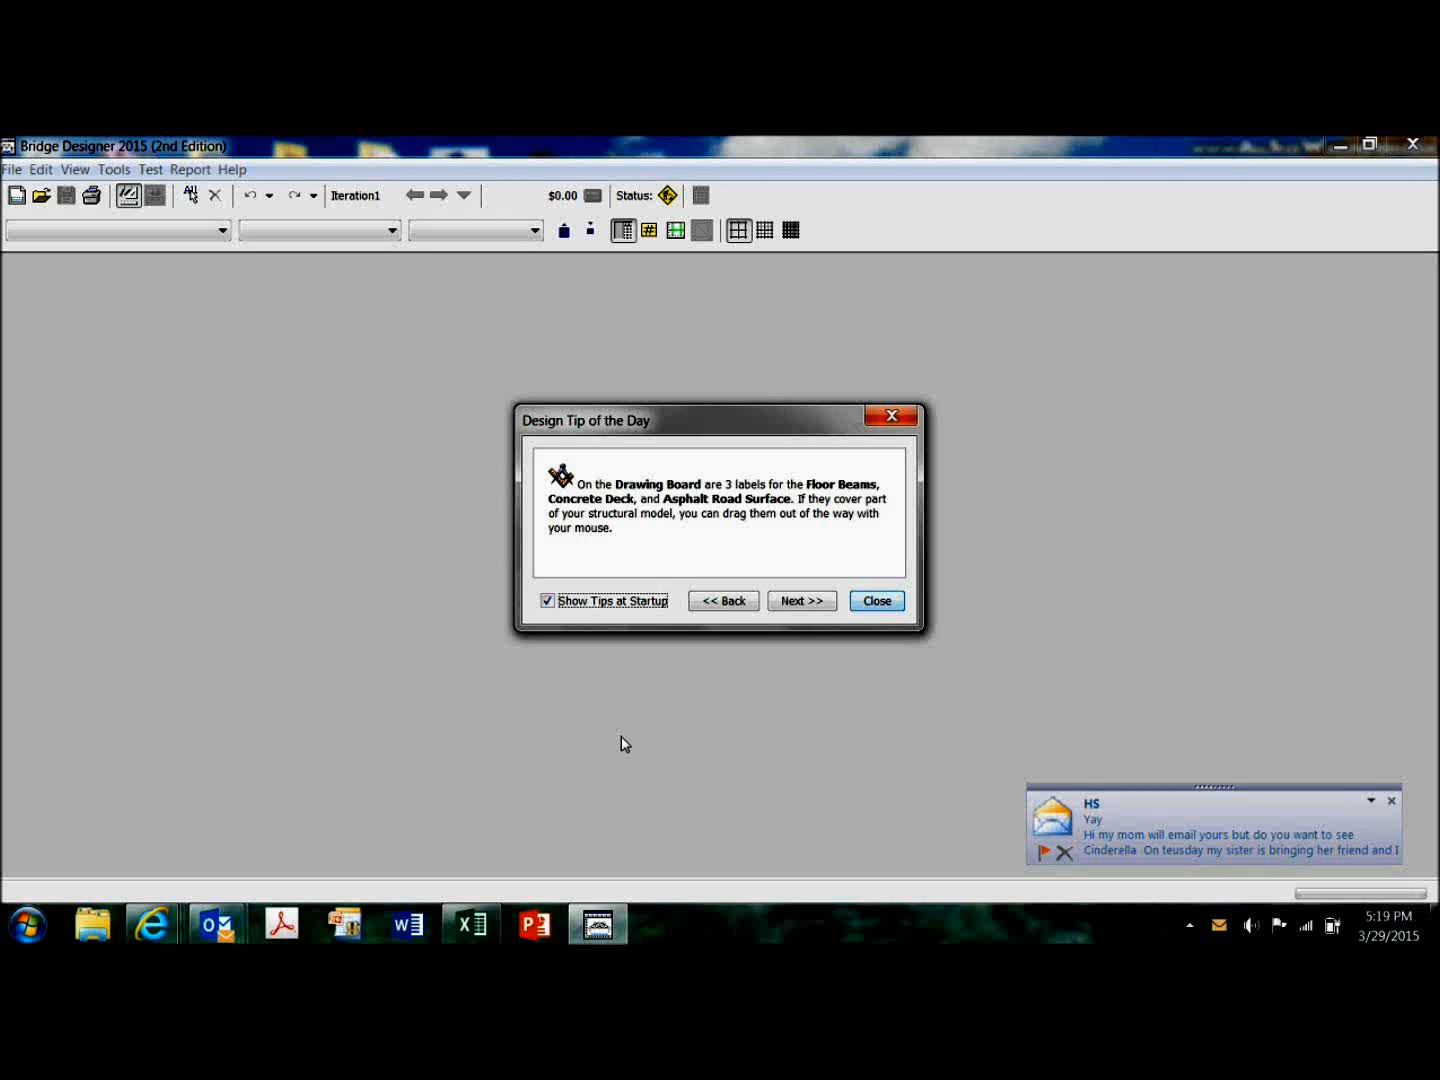 Bridge Designer 2015 (2nd Edition)
File Edit View Tools Test Report Help
Iteration1 $0.00 Status:
Design Tip of the Day
On the Drawing Board are 3 labels for the Floor Beams,
Concrete Deck, and Asphalt Road Surface. If they cover part
of your structural model, you can drag them out of the way with
your mouse.
Show Tips at Startup << Back Next >> Close
HS
Yay
Hi my mom will email yours but do you want to see
Cinderella On teusday my sister is bringing her friend and I
5:19 PM
3/29/2015